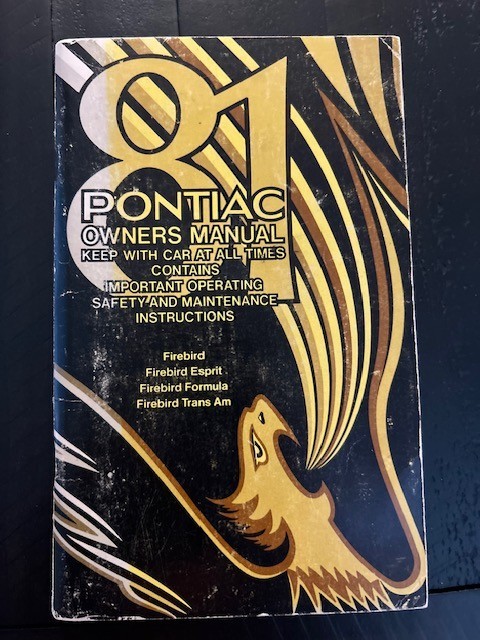 81
PONTIAC
OWNERS MANUAL
KEEP WITH CAR AT ALL TIMES
CONTAINS
IMPORTANT OPERATING
SAFETY AND MAINTENANCE
INSTRUCTIONS
Firebird
Firebird Esprit
Firebird Formula
Firebird Trans Am